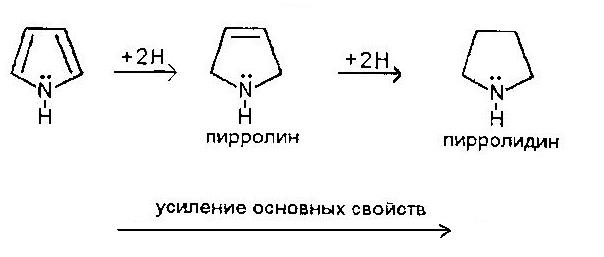 +2H +2H
N N N
H H H
пирролин
пирролидин
усиление основных свойств